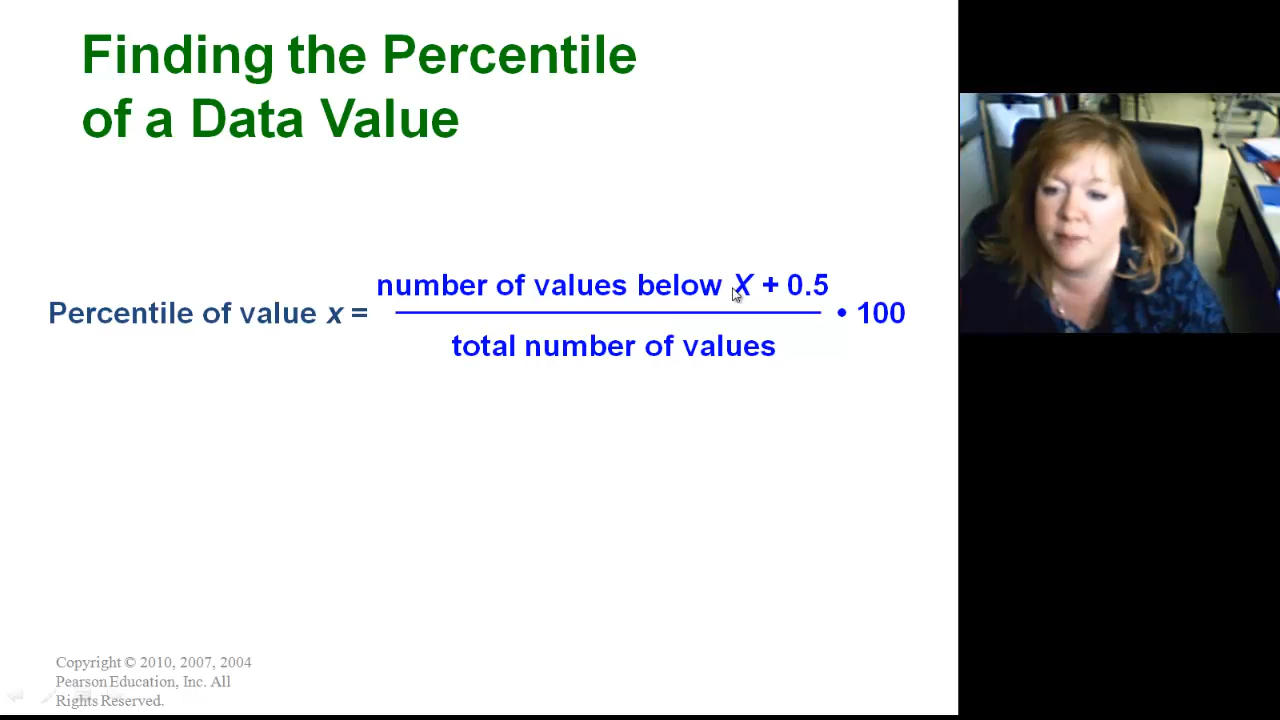 Finding the Percentile
of a Data Value
number of values below X + 0.5
Percentile of value x = • 100
total number of values
Copyright © 2010, 2007, 2004
Pearson Education, Inc. All
Rights Reserved.